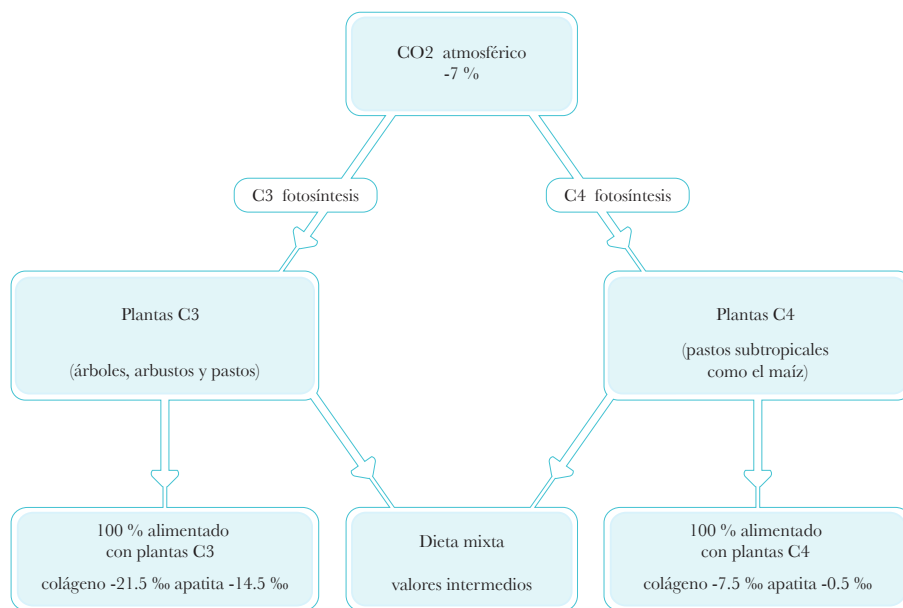 CO2 atmosférico
-7 %
C3 fotosíntesis
C4 fotosíntesis
Plantas C3
(árboles, arbustos y pastos)
Plantas C4
(pastos subtropicales
como el maíz)
100 % alimentado
con plantas C3
colágeno -21.5 ‰ apatita -14.5 ‰
Dieta mixta
valores intermedios
100 % alimentado
con plantas C4
colágeno -7.5 ‰ apatita -0.5 ‰